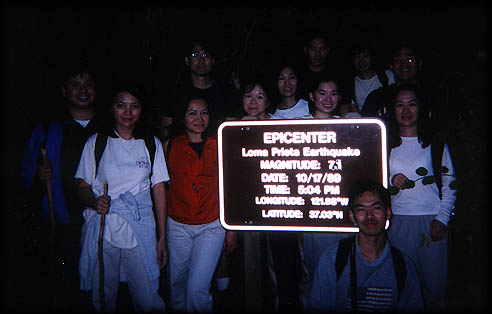 EPICENTER
Loma Prieta Earthquake
MAGNITUDE: 7.1
DATE: 10/17/89
TIME: 5:04 PM
LONGITUDE: 121.88°W
LATITUDE: 37.03°N